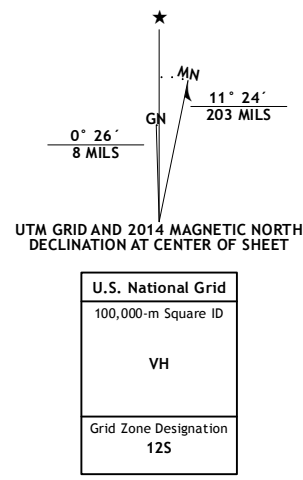 ★
MN
11° 24´
203 MILS
GN
0° 26´
8 MILS
UTM GRID AND 2014 MAGNETIC NORTH
DECLINATION AT CENTER OF SHEET
U.S. National Grid
100,000-m Square ID
VH
Grid Zone Designation
12S